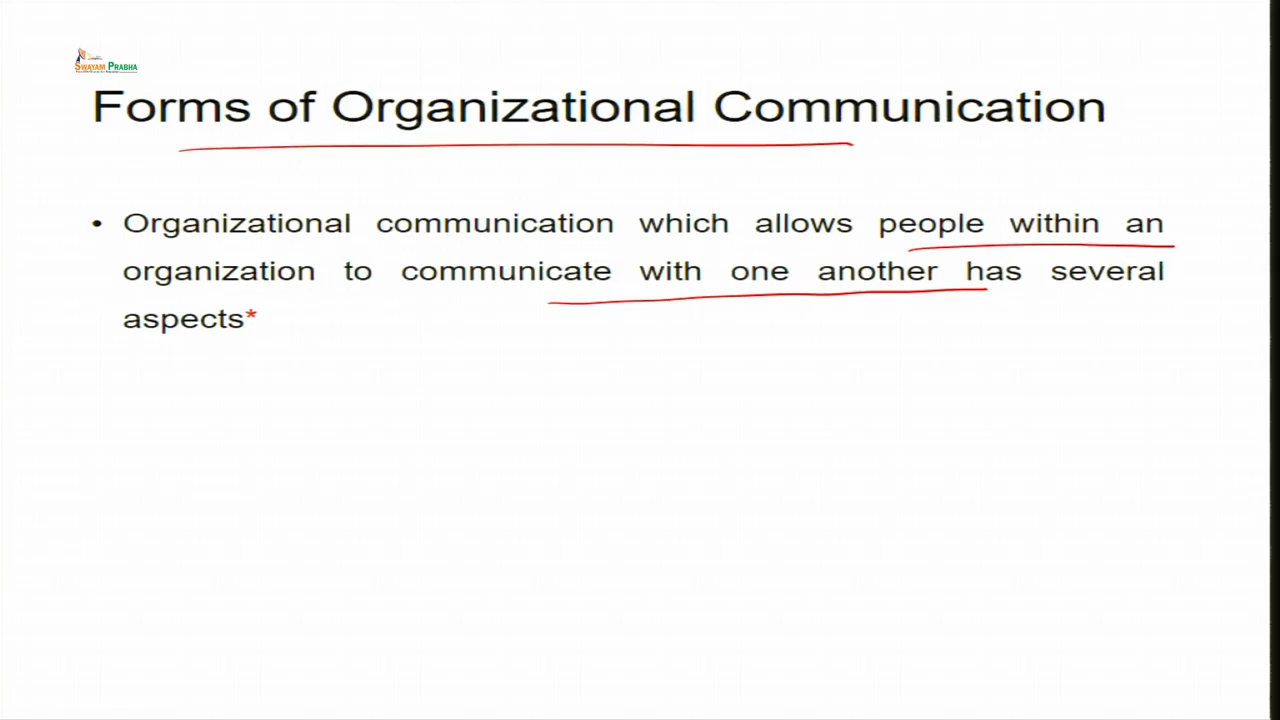 SWAYAM PRABHA
Forms of Organizational Communication
• Organizational communication which allows people within an
organization to communicate with one another has several
aspects*